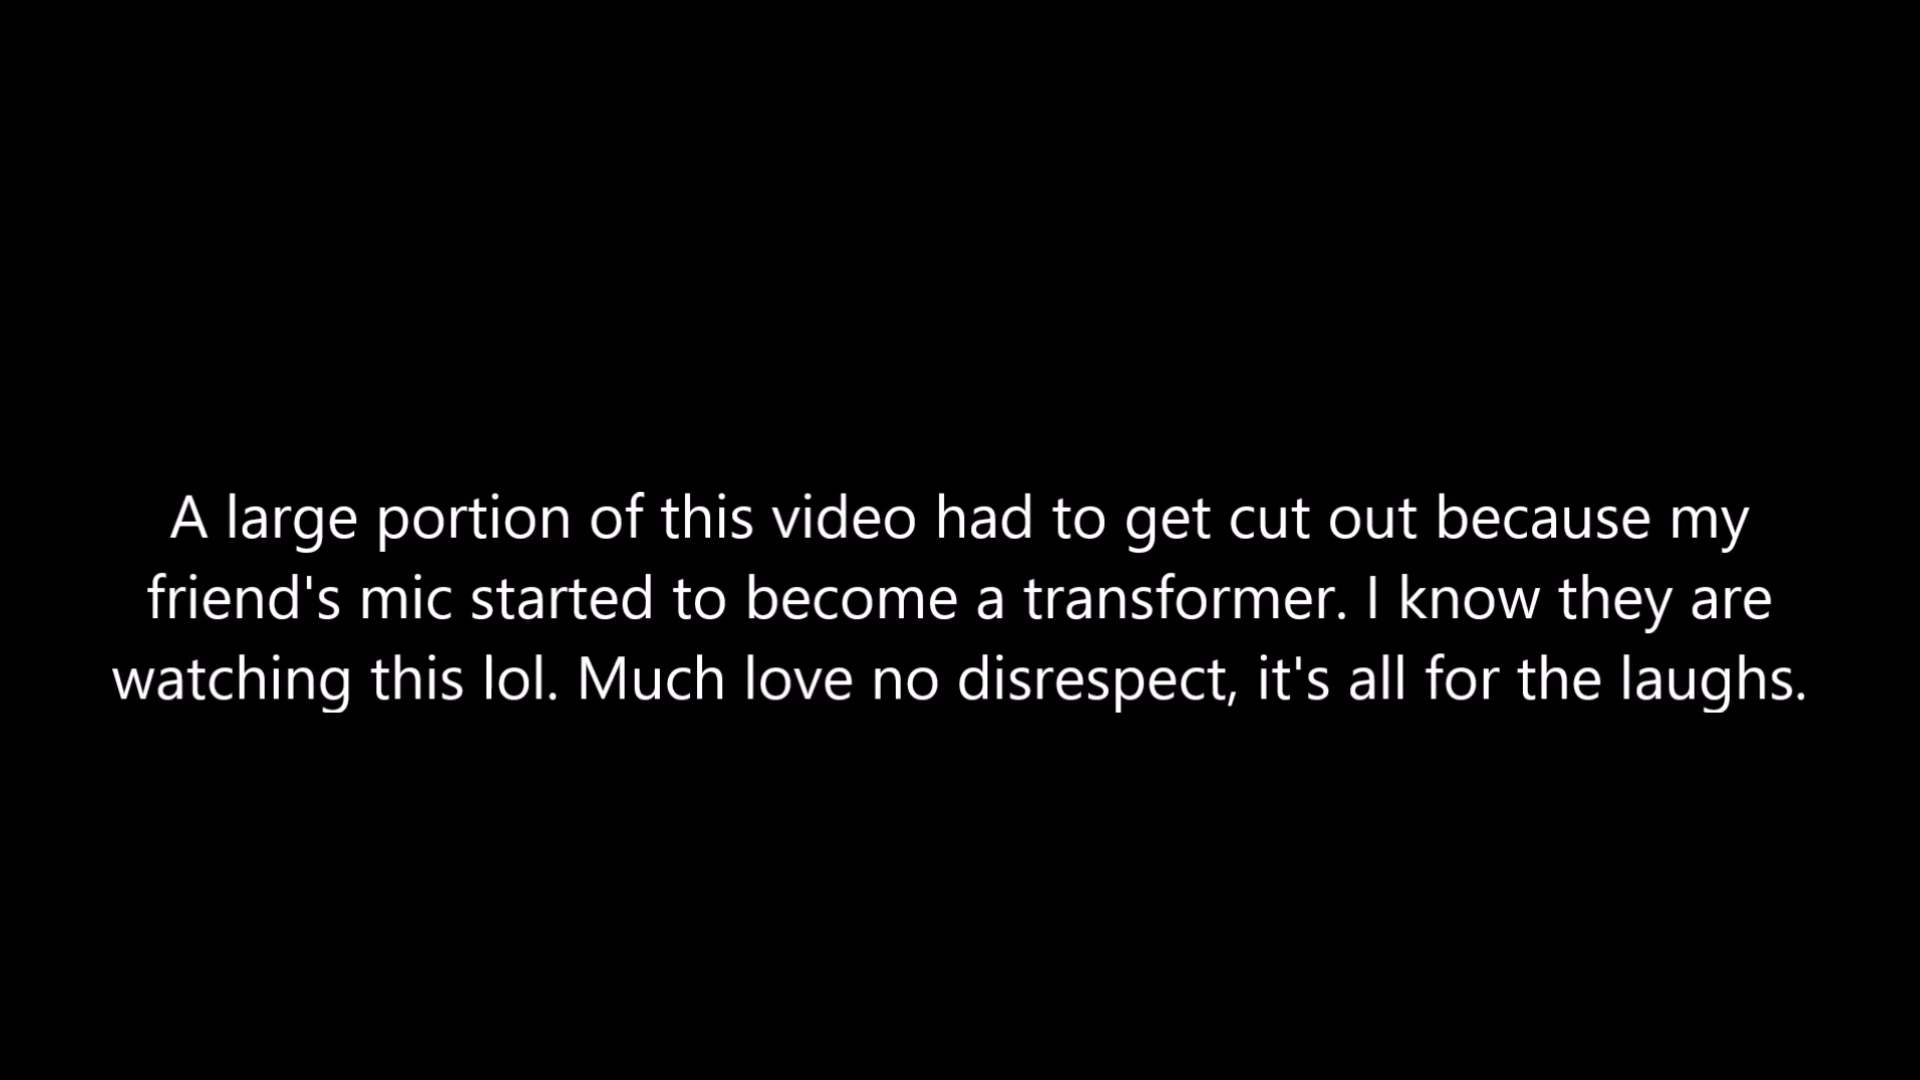 A large portion of this video had to get cut out because my
friend's mic started to become a transformer. I know they are
watching this lol. Much love no disrespect, it's all for the laughs.